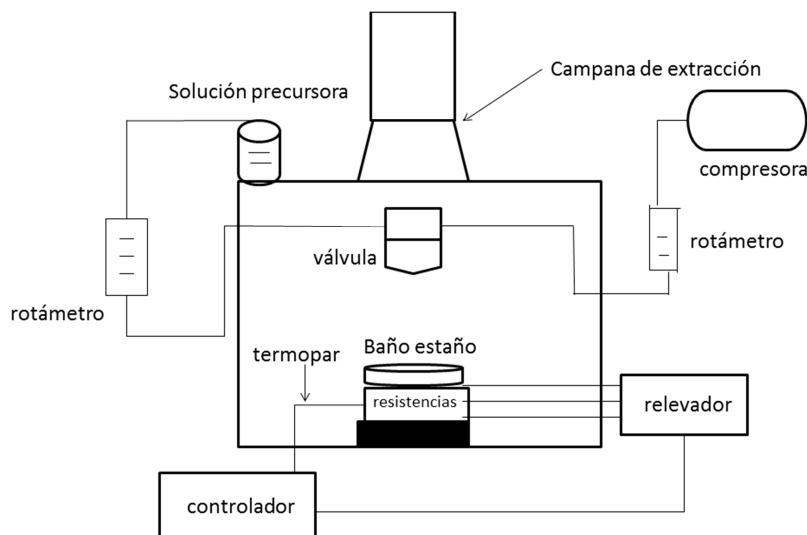 Campana de extracción
Solución precursora
compresora
válvula
rotámetro
rotámetro
Baño estaño
termopar
resistencias
relevador
controlador